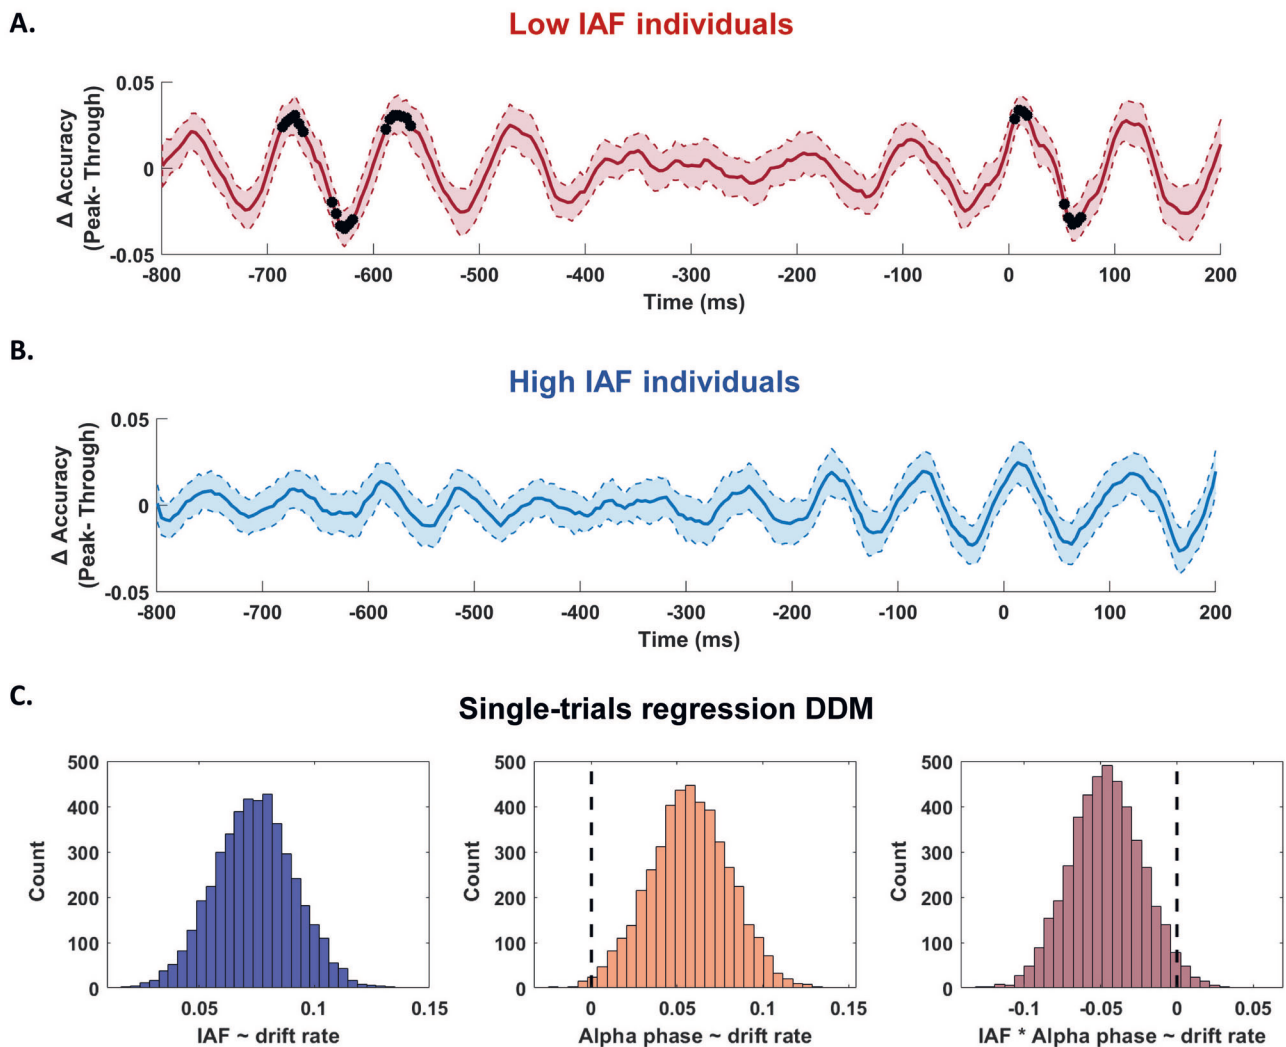 A.
Low IAF individuals
Δ Accuracy
(Peak- Through)
0.05
0
-0.05
-800 -700 -600 -500 -400 -300 -200 -100 0 100 200
Time (ms)
B.
High IAF individuals
Δ Accuracy
(Peak- Through)
0.05
0
-0.05
-800 -700 -600 -500 -400 -300 -200 -100 0 100 200
Time (ms)
C.
Single-trials regression DDM
Count
500
400
300
200
100
0
0.05 0.1 0.15
IAF ~ drift rate
Count
500
400
300
200
100
0
0 0.05 0.1 0.15
Alpha phase ~ drift rate
Count
500
400
300
200
100
0
-0.1 -0.05 0 0.05
IAF * Alpha phase ~ drift rate